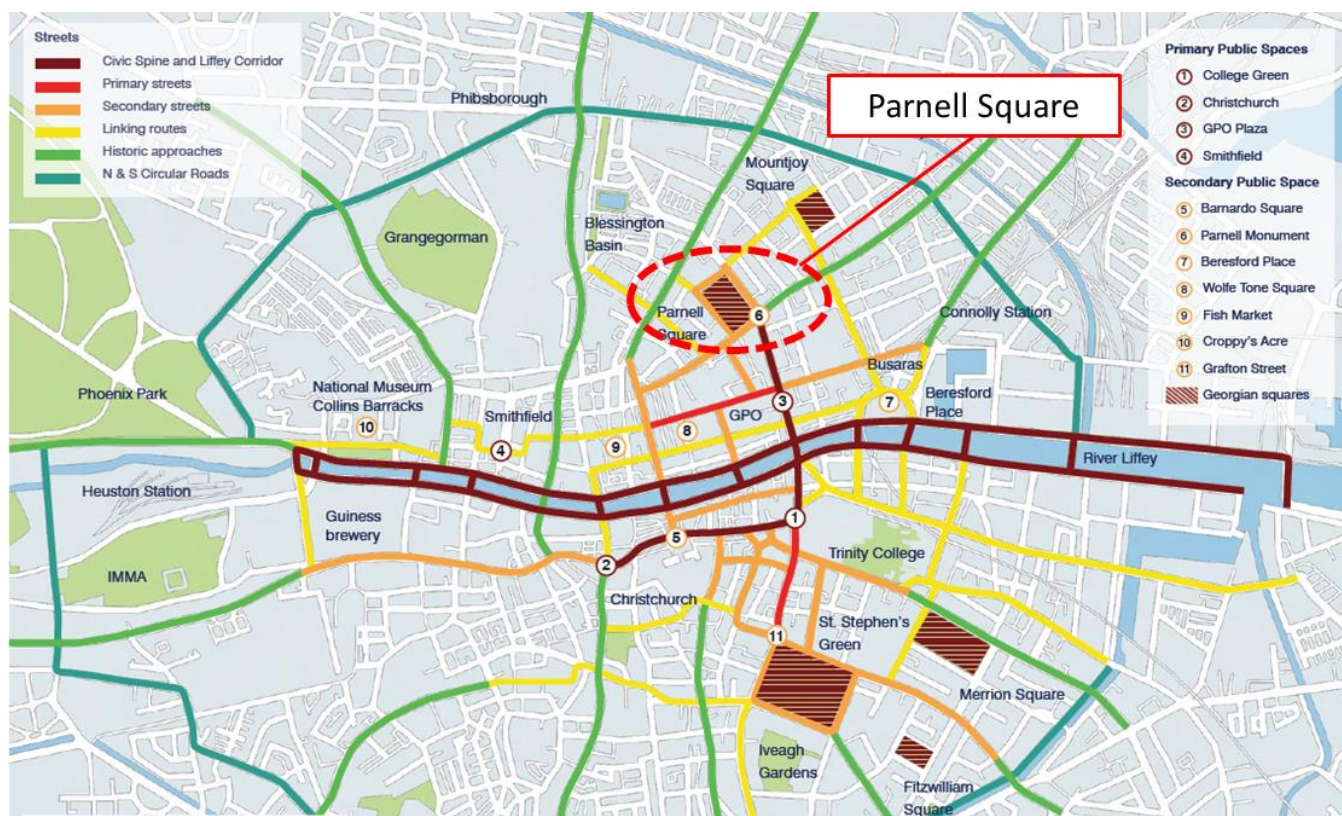 Streets
Civic Spine and Liffey Corridor
Primary streets
Secondary streets
Linking routes
Historic approaches
N & S Circular Roads
Primary Public Spaces
1 College Green
2 Christchurch
3 GPO Plaza
4 Smithfield
Secondary Public Space
5 Barnardo Square
6 Parnell Monument
7 Beresford Place
8 Wolfe Tone Square
9 Fish Market
10 Croppy's Acre
11 Grafton Street
Georgian squares
Parnell Square
Phibsborough
Mountjoy
Square
Blessington
Basin
Grangegorman
Parnell
Square
6
Connolly Station
Phoenix Park
National Museum
Collins Barracks
10
Smithfield
4
9
8
GPO
3
Busaras
7
Beresford
Place
River Liffey
Heuston Station
Guiness
brewery
IMMA
2
5
1
Trinity College
Christchurch
11
St. Stephen's
Green
Merrion Square
Iveagh
Gardens
Fitzwilliam
Square